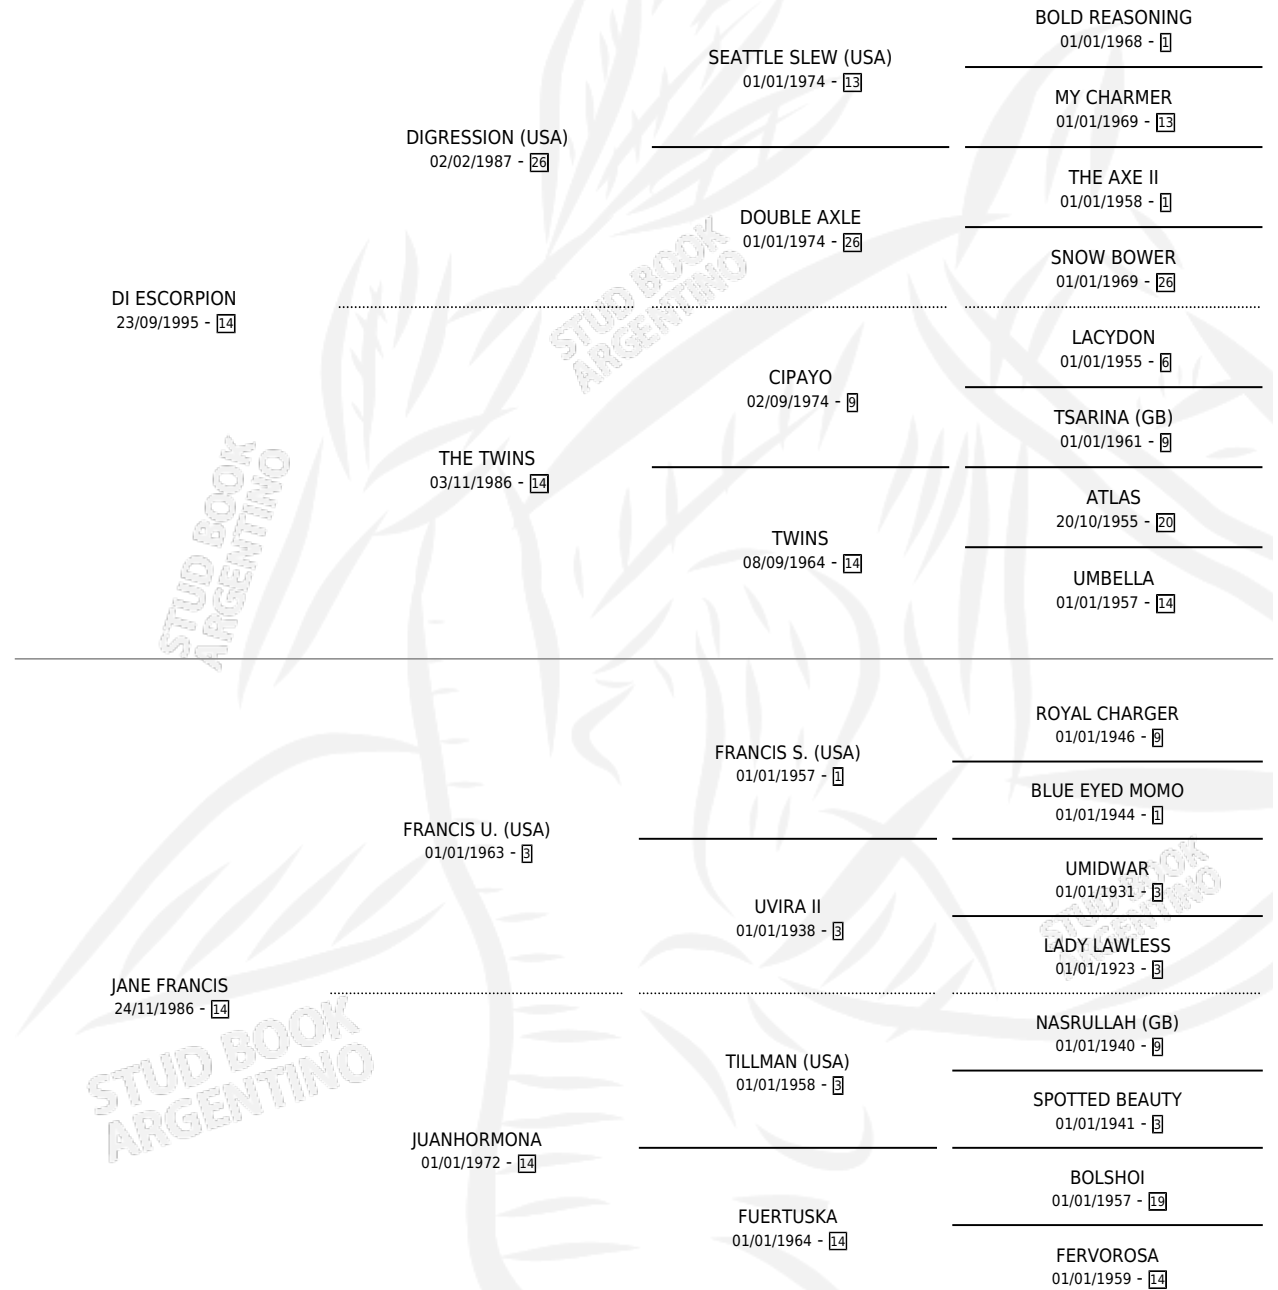 BOLD REASONING
01/01/1968 - 1
SEATTLE SLEW (USA)
01/01/1974 - 13
MY CHARMER
01/01/1969 - 13
DIGRESSION (USA)
02/02/1987 - 26
THE AXE II
01/01/1958 - 1
DOUBLE AXLE
01/01/1974 - 26
SNOW BOWER
01/01/1969 - 26
DI ESCORPION
23/09/1995 - 14
LACYDON
01/01/1955 - 6
CIPAYO
02/09/1974 - 9
TSARINA (GB)
01/01/1961 - 9
THE TWINS
03/11/1986 - 14
ATLAS
20/10/1955 - 20
TWINS
08/09/1964 - 14
UMBELLA
01/01/1957 - 14
STUD BOOK
ARGENTINO
STUD BOOK
ARGENTINO
ROYAL CHARGER
01/01/1946 - 9
FRANCIS S. (USA)
01/01/1957 - 1
BLUE EYED MOMO
01/01/1944 - 1
FRANCIS U. (USA)
01/01/1963 - 3
UMIDWAR
01/01/1931 - 3
UVIRA II
01/01/1938 - 3
LADY LAWLESS
01/01/1923 - 3
JANE FRANCIS
24/11/1986 - 14
NASRULLAH (GB)
01/01/1940 - 9
TILLMAN (USA)
01/01/1958 - 3
SPOTTED BEAUTY
01/01/1941 - 3
JUANHORMONA
01/01/1972 - 14
BOLSHOI
01/01/1957 - 19
FUERTUSKA
01/01/1964 - 14
FERVOROSA
01/01/1959 - 14
STUD BOOK
ARGENTINO
STUD BOOK
ARGENTINO